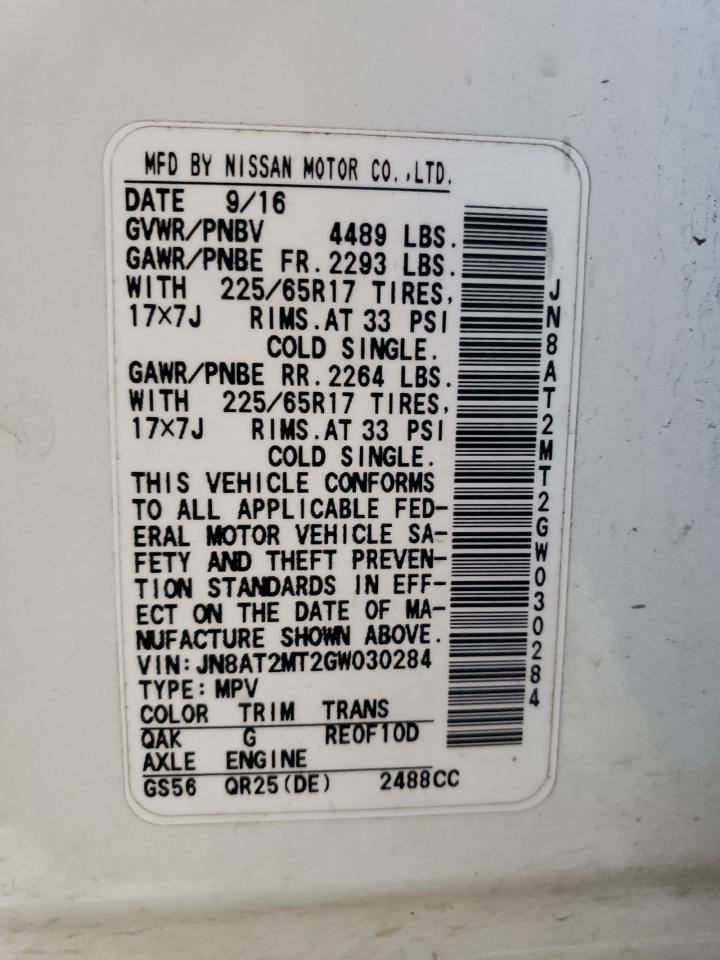 MFD BY NISSAN MOTOR CO.,LTD.
DATE 9/16
GVWR/PNBV 4489 LBS.
GAWR/PNBE FR.2293 LBS.
WITH 225/65R17 TIRES,
17×7J RIMS.AT 33 PSI
COLD SINGLE.
GAWR/PNBE RR.2264 LBS.
WITH 225/65R17 TIRES,
17×7J RIMS.AT 33 PSI
COLD SINGLE.
THIS VEHICLE CONFORMS
TO ALL APPLICABLE FED-
ERAL MOTOR VEHICLE SA-
FETY AND THEFT PREVEN-
TION STANDARDS IN EFF-
ECT ON THE DATE OF MA-
NUFACTURE SHOWN ABOVE.
VIN:JN8AT2MT2GW030284
TYPE:MPV
COLOR TRIM TRANS
QAK G RE0F10D
AXLE ENGINE
GS56 QR25(DE) 2488CC
JN8AT2MT2GW030284